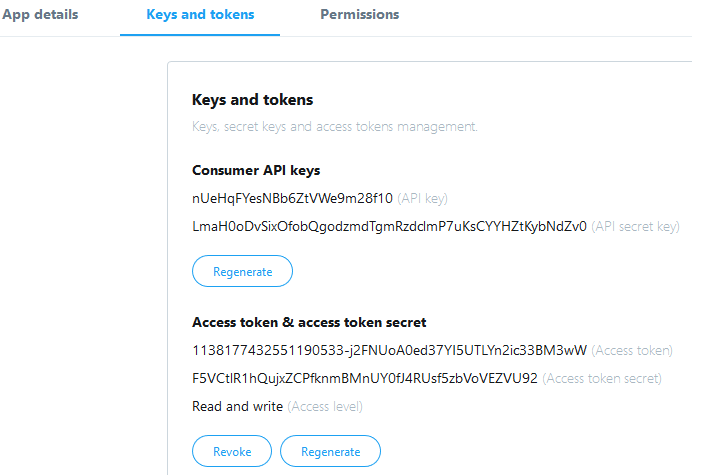 App details
Keys and tokens
Permissions
Keys and tokens
Keys, secret keys and access tokens management.
Consumer API keys
nUeHqFYesNBb6ZtVWe9m28f10 (API key)
LmaH0oDvSixOfobQgodzmdTgmRzdclmP7uKsCYYHZtKybNdZv0 (API secret key)
Regenerate
Access token & access token secret
1138177432551190533-j2FNUoA0ed37YI5UTLYn2ic33BM3wW (Access token)
F5VCtIR1hQujxZCPfknmBMnUY0fJ4RUsf5zbVoVEZVU92 (Access token secret)
Read and write (Access level)
Revoke
Regenerate